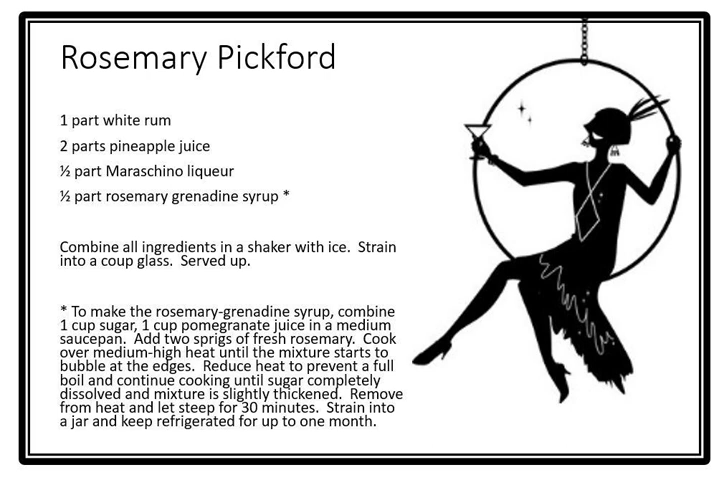 Rosemary Pickford
1 part white rum
2 parts pineapple juice
½ part Maraschino liqueur
½ part rosemary grenadine syrup *
Combine all ingredients in a shaker with ice.  Strain
into a coup glass.  Served up.
* To make the rosemary-grenadine syrup, combine
1 cup sugar, 1 cup pomegranate juice in a medium
saucepan.  Add two sprigs of fresh rosemary.  Cook
over medium-high heat until the mixture starts to
bubble at the edges.  Reduce heat to prevent a full
boil and continue cooking until sugar completely
dissolved and mixture is slightly thickened.  Remove
from heat and let steep for 30 minutes.  Strain into
a jar and keep refrigerated for up to one month.